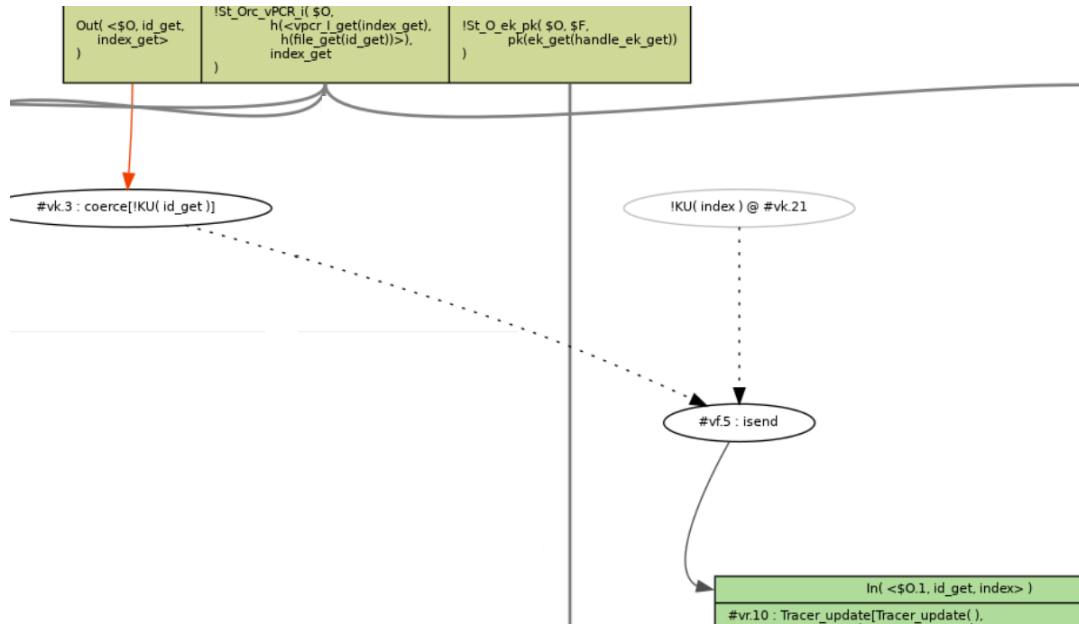 Out( <$O, id_get,
index_get>
)
!St_Orc_vPCR_i( $O,
h(<vpcr_I_get(index_get),
h(file_get(id_get))>),
index_get
)
!St_O_ek_pk( $O, $F,
pk(ek_get(handle_ek_get))
)
#vk.3 : coerce[!KU( id_get )]
!KU( index ) @ #vk.21
#vf.5 : isend
In( <$O.1, id_get, index> )
#vr.10 : Tracer_update[Tracer_update( ),